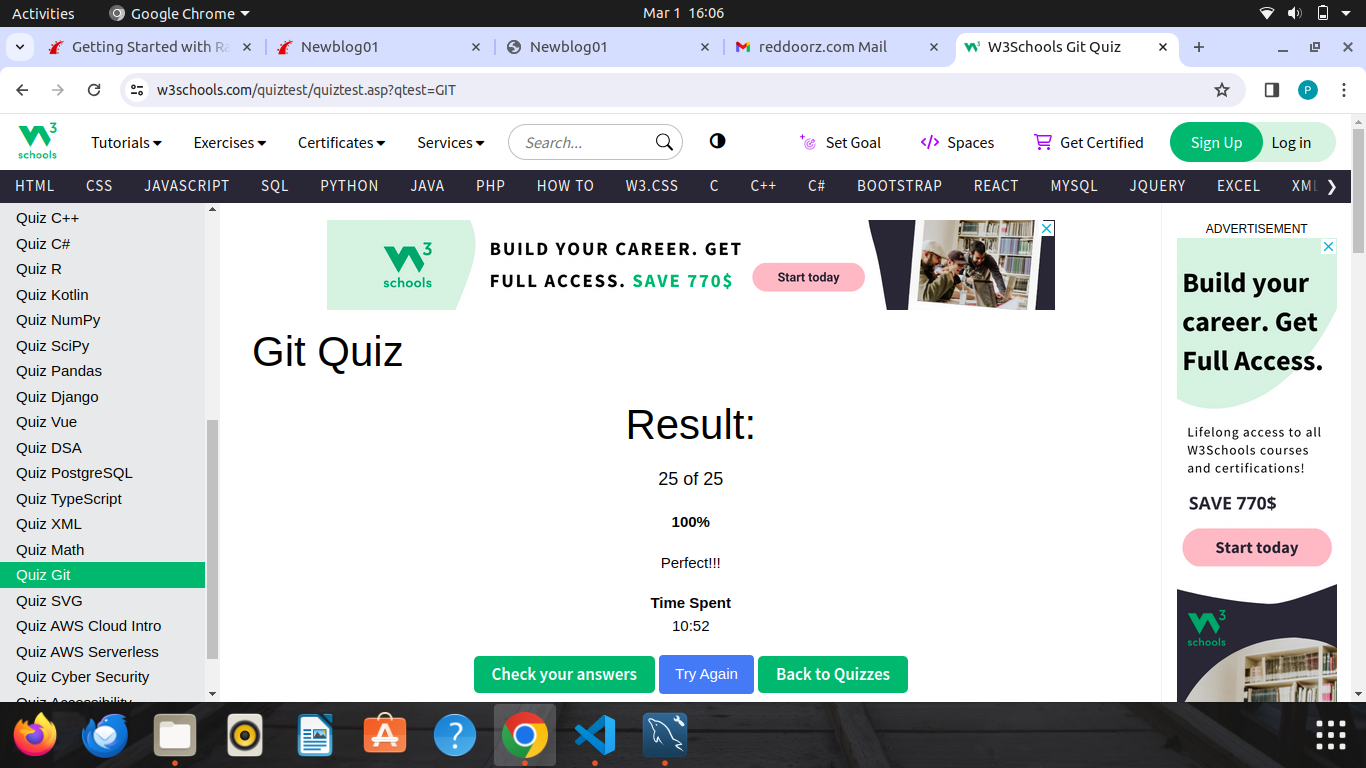 Activities
Google Chrome
Mar 1 16:06
Getting Started with Ra
Newblog01
Newblog01
reddoorz.com Mail
W3Schools Git Quiz
w3schools.com/quiztest/quiztest.asp?qtest=GIT
P
W3 schools
Tutorials
Exercises
Certificates
Services
Search...
Set Goal
Spaces
Get Certified
Sign Up
Log in
HTML CSS JAVASCRIPT SQL PYTHON JAVA PHP HOW TO W3.CSS C C++ C# BOOTSTRAP REACT MYSQL JQUERY EXCEL XML
Quiz C++
Quiz C#
Quiz R
Quiz Kotlin
Quiz NumPy
Quiz SciPy
Quiz Pandas
Quiz Django
Quiz Vue
Quiz DSA
Quiz PostgreSQL
Quiz TypeScript
Quiz XML
Quiz Math
Quiz Git
Quiz SVG
Quiz AWS Cloud Intro
Quiz AWS Serverless
Quiz Cyber Security
Quiz Accessibility
W3 schools
BUILD YOUR CAREER. GET
FULL ACCESS. SAVE 770$
Start today
Git Quiz
Result:
25 of 25
100%
Perfect!!!
Time Spent
10:52
Check your answers
Try Again
Back to Quizzes
ADVERTISEMENT
Build your
career. Get
Full Access.
Lifelong access to all
W3Schools courses
and certifications!
SAVE 770$
Start today
W3 schools